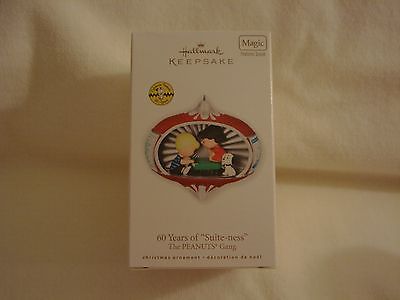 Hallmark
KEEPSAKE
Magic
60 Years of "Suite-ness"
The PEANUTS® Gang
christmas ornament • décoration de noël